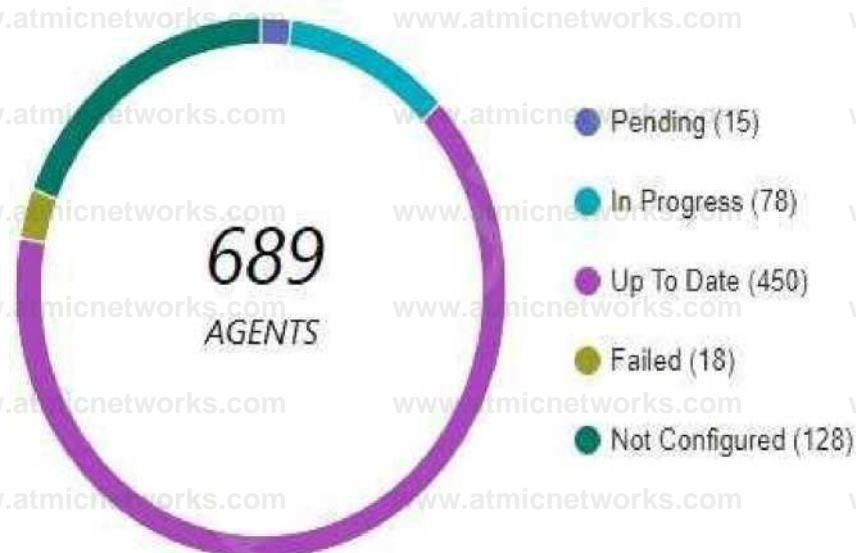 www.atmicnetworks.com
689
AGENTS
Pending (15)
In Progress (78)
Up To Date (450)
Failed (18)
Not Configured (128)